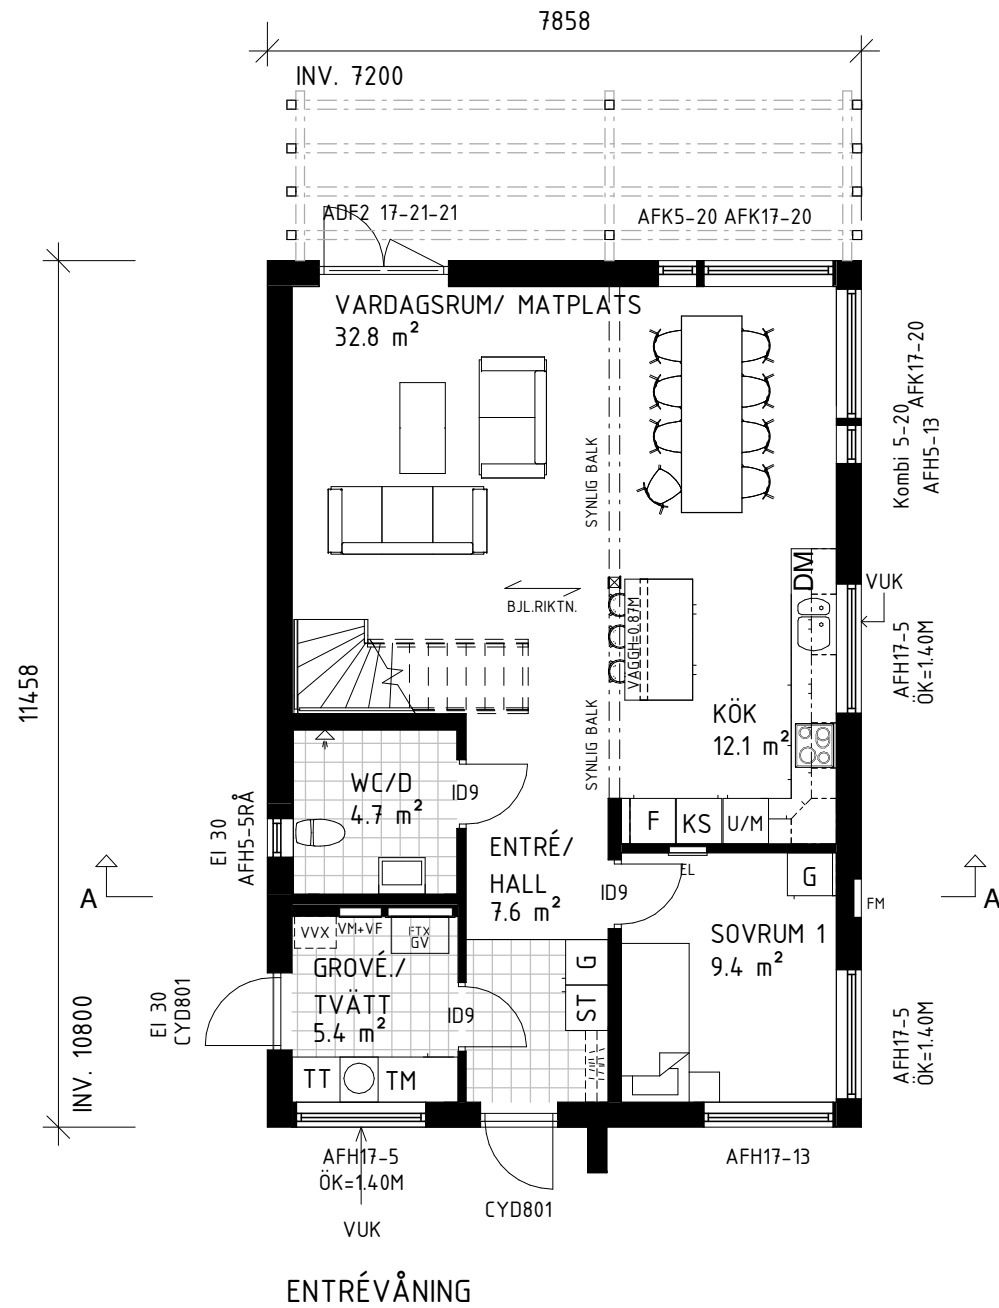 7858
INV. 7200
ADF2 17-21-21
AFK5-20 AFK17-20
VARDAGSRUM/ MATPLATS
32.8 m²
AFK17-20
Kombi 5-20
AFH5-13
SYNLIG BALK
11458
BJL.RIKTN.
VÄGGH=0.87M
DM
VUK
AFH17-5
ÖK=1.40M
KÖK
12.1 m²
SYNLIG BALK
WC/D
4.7 m²
ID9
EI 30
AFH5-5RÅ
F
KS
U/M
ENTRÉ/
HALL
7.6 m²
EL
ID9
G
FM
A
A
VVX
VM+VF
FTX
GV
GROVÉ./
TVÄTT
5.4 m²
ID9
G
ST
SOVRUM 1
9.4 m²
EI 30
CYD801
INV. 10800
AFH17-5
ÖK=1.40M
TT
TM
AFH17-5
ÖK=1.40M
VUK
CYD801
AFH17-13
ENTRÉVÅNING